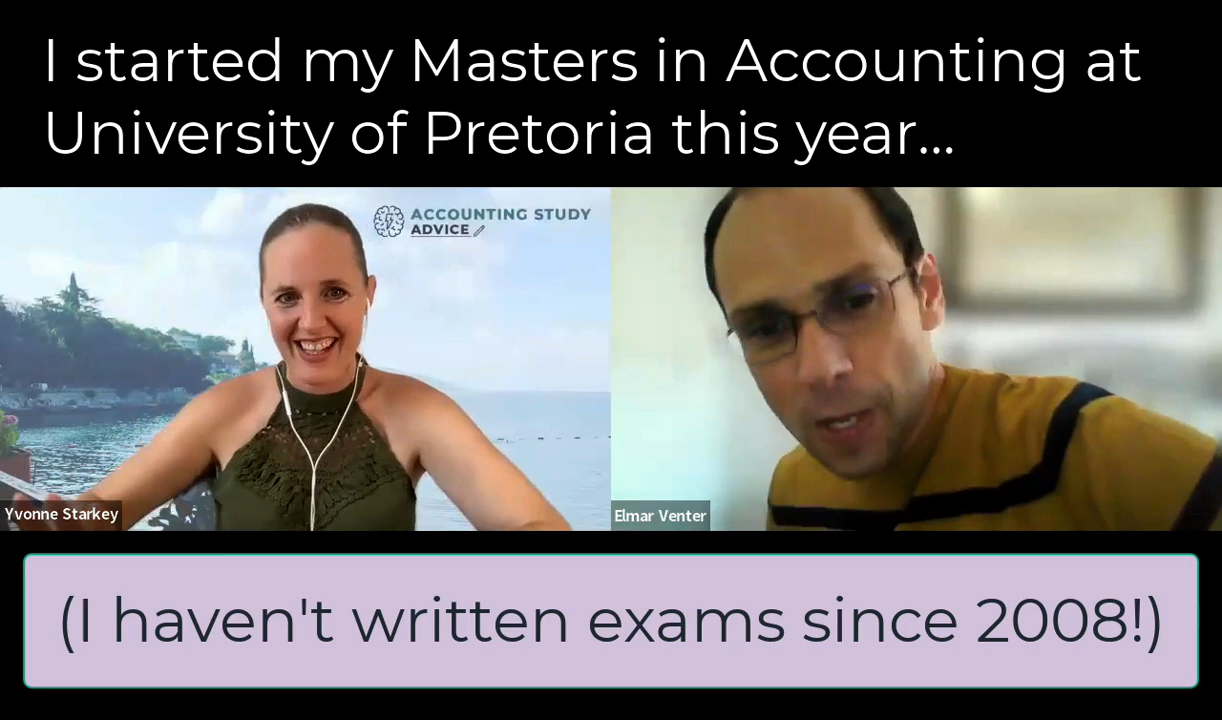 I started my Masters in Accounting at
University of Pretoria this year...
ACCOUNTING STUDY
ADVICE
Yvonne Starkey
Elmar Venter
(I haven't written exams since 2008!)